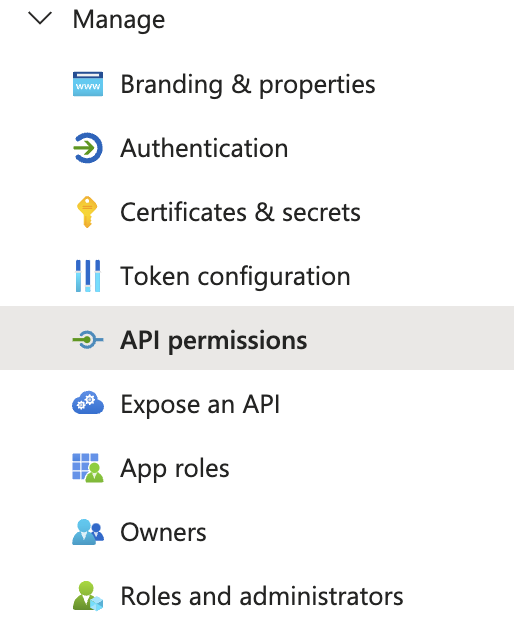 Manage
www
Branding & properties
Authentication
Certificates & secrets
Token configuration
API permissions
Expose an API
App roles
Owners
Roles and administrators